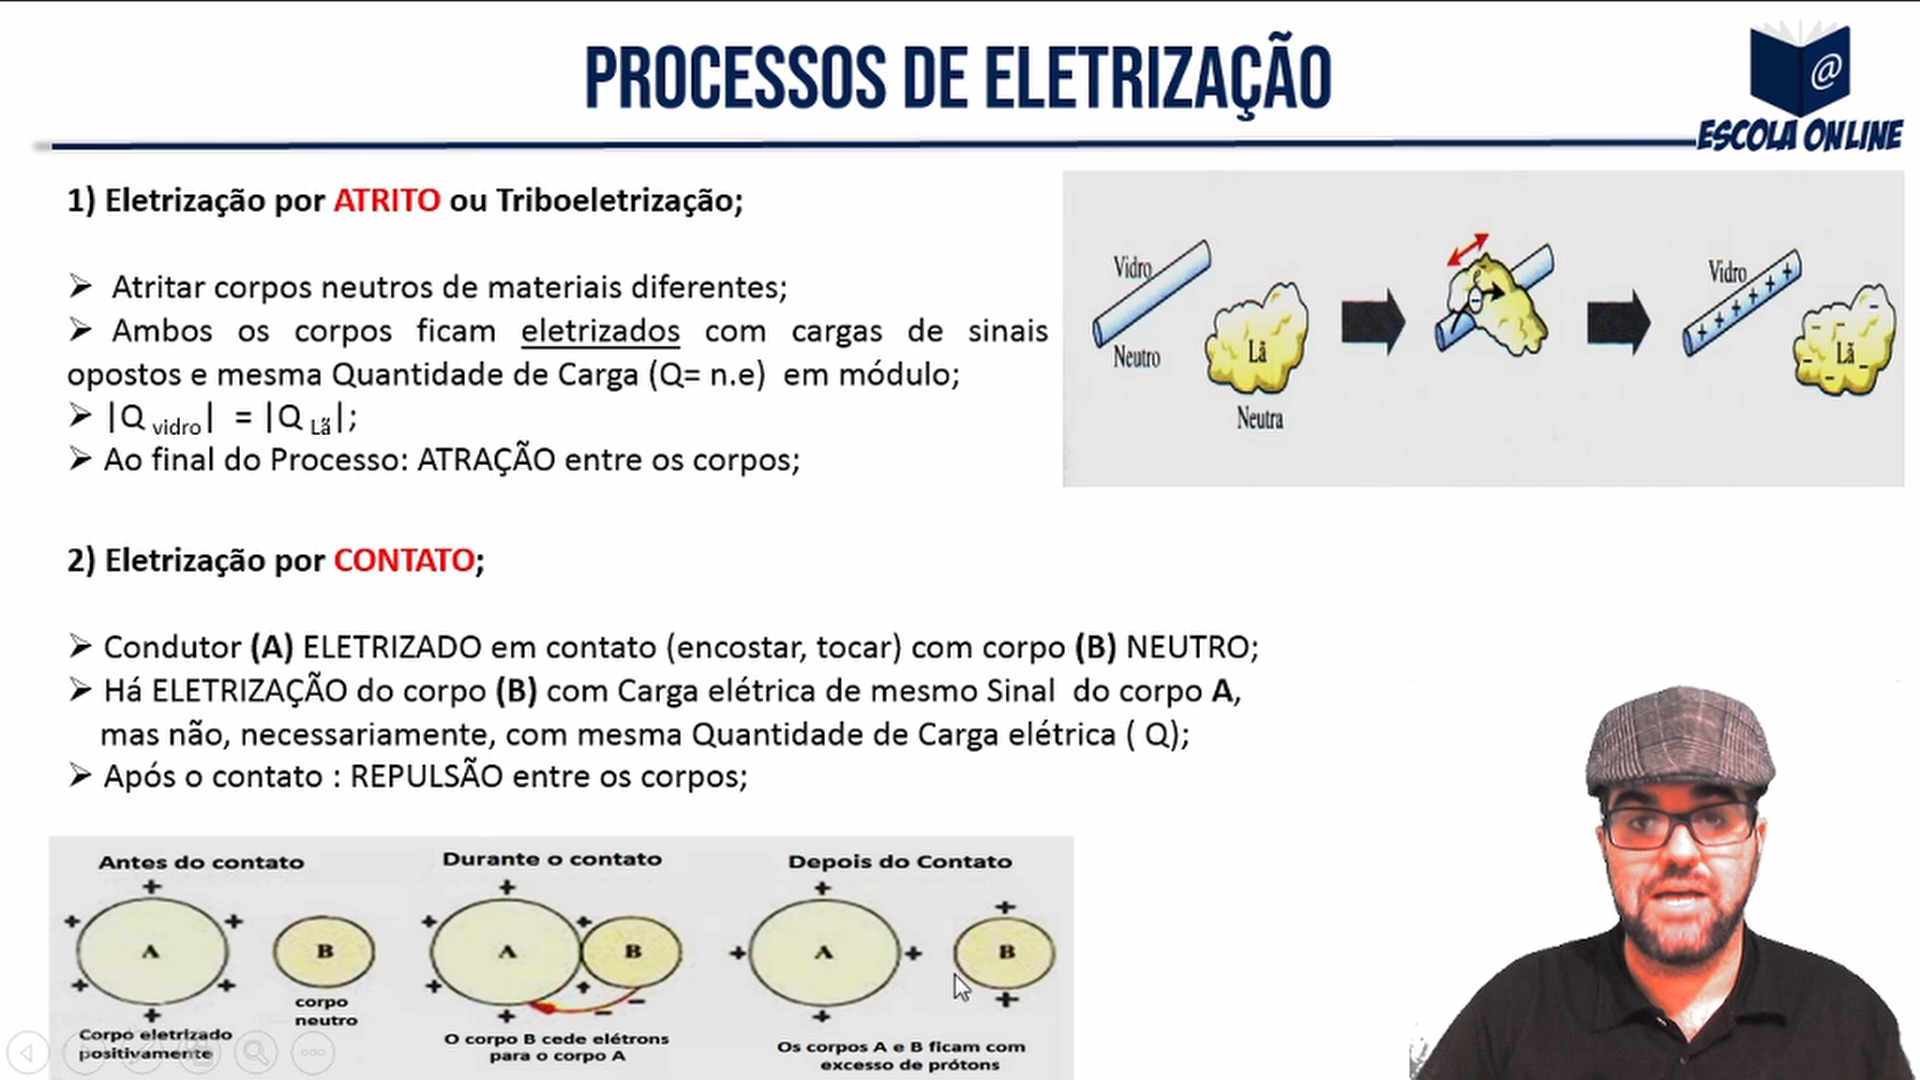 PROCESSOS DE ELETRIZAÇÃO
@
ESCOLA ONLINE
1) Eletrização por ATRITO ou Triboeletrização;
➢ Atritar corpos neutros de materiais diferentes;
➢ Ambos os corpos ficam eletrizados com cargas de sinais
opostos e mesma Quantidade de Carga (Q= n.e) em módulo;
➢ |Q vidro| = |Q Lã|;
➢ Ao final do Processo: ATRAÇÃO entre os corpos;
Vidro
Neutro
Lã
Neutra
e
−
Vidro
+ + + + +
Lã
− − − − −
2) Eletrização por CONTATO;
➢ Condutor (A) ELETRIZADO em contato (encostar, tocar) com corpo (B) NEUTRO;
➢ Há ELETRIZAÇÃO do corpo (B) com Carga elétrica de mesmo Sinal do corpo A,
mas não, necessariamente, com mesma Quantidade de Carga elétrica ( Q);
➢ Após o contato : REPULSÃO entre os corpos;
Antes do contato
A
B
corpo
neutro
Corpo eletrizado
positivamente
Durante o contato
A
B
O corpo B cede elétrons
para o corpo A
Depois do Contato
A
B
Os corpos A e B ficam com
excesso de prótons